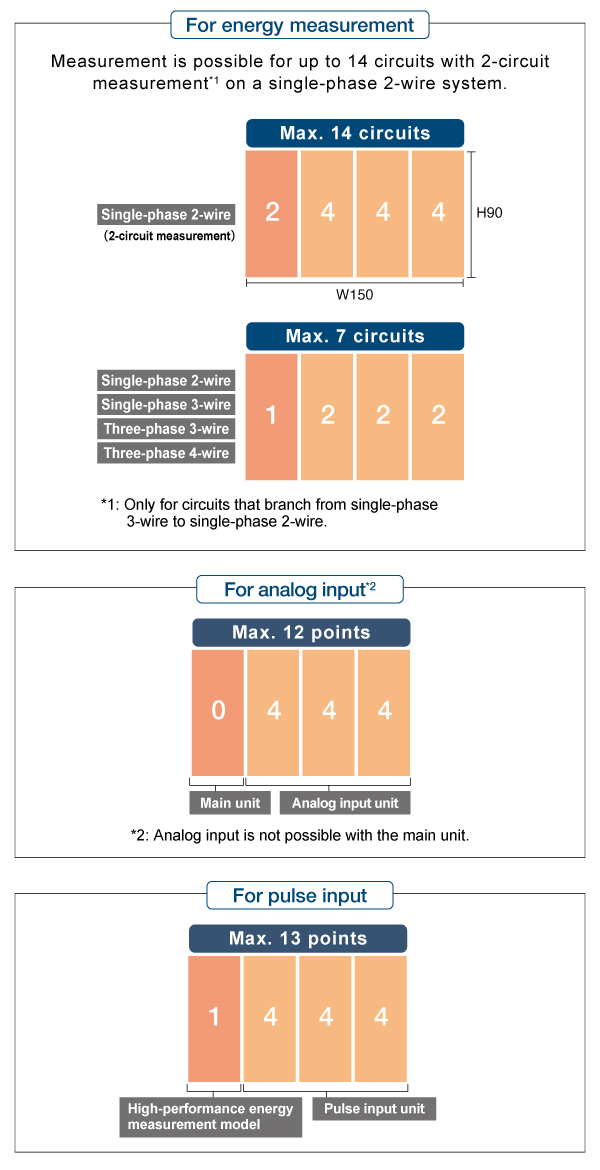 For energy measurement
Measurement is possible for up to 14 circuits with 2-circuit
measurement*1 on a single-phase 2-wire system.
Max. 14 circuits
Single-phase 2-wire
(2-circuit measurement)
2 4 4 4
H90
W150
Max. 7 circuits
Single-phase 2-wire
Single-phase 3-wire
Three-phase 3-wire
Three-phase 4-wire
1 2 2 2
*1: Only for circuits that branch from single-phase
3-wire to single-phase 2-wire.
For analog input*2
Max. 12 points
0 4 4 4
Main unit
Analog input unit
*2: Analog input is not possible with the main unit.
For pulse input
Max. 13 points
1 4 4 4
High-performance energy
measurement model
Pulse input unit